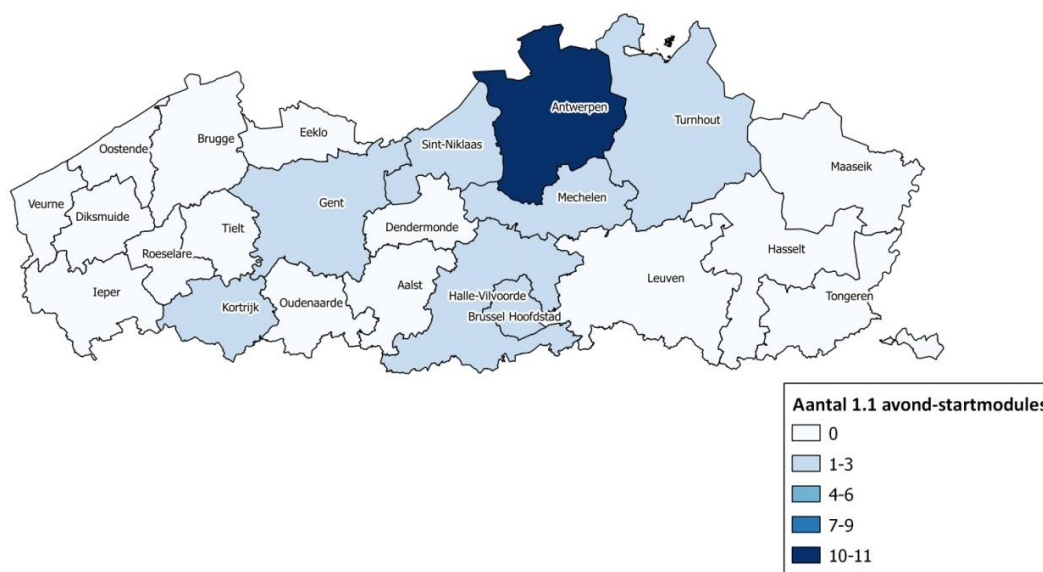 Antwerpen
Turnhout
Eeklo
Brugge
Sint-Niklaas
Oostende
Maaseik
Mechelen
Gent
Veurne
Diksmuide
Tielt
Dendermonde
Hasselt
Roeselare
Leuven
Aalst
Ieper
Halle-Vilvoorde
Tongeren
Oudenaarde
Kortrijk
Brussel Hoofdstad
Aantal 1.1 avond-startmodules
0
1-3
4-6
7-9
10-11